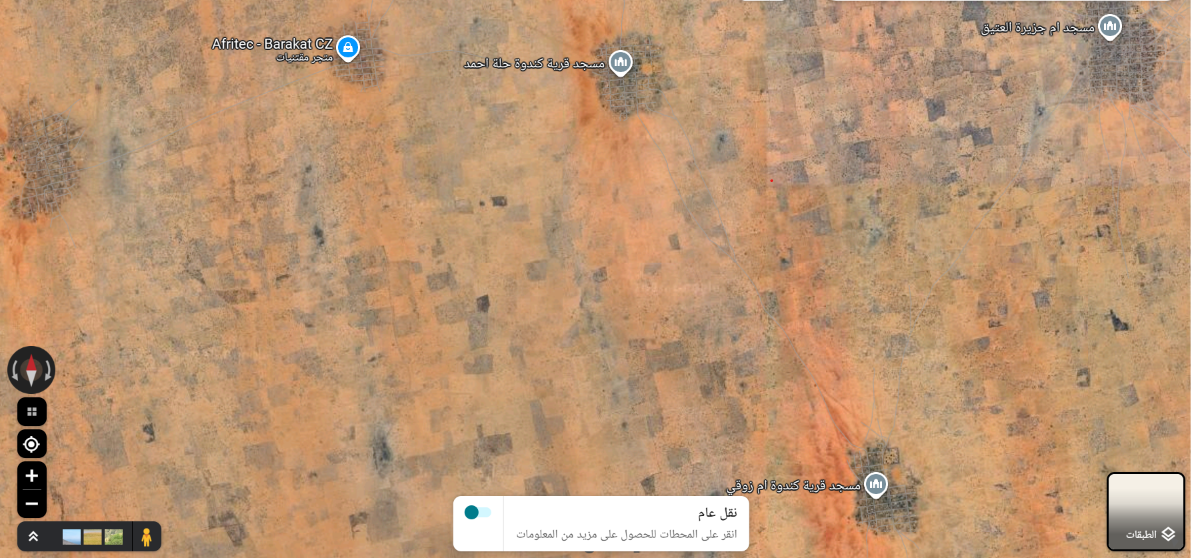 مسجد ام جزيرة العتيق
Afritec - Barakat CZ
متجر مقتنيات
مسجد قرية كندوة حلة احمد
مسجد قرية كندوة ام زوقي
نقل عام
انقر على المحطات للحصول على مزيد من المعلومات
الطبقات